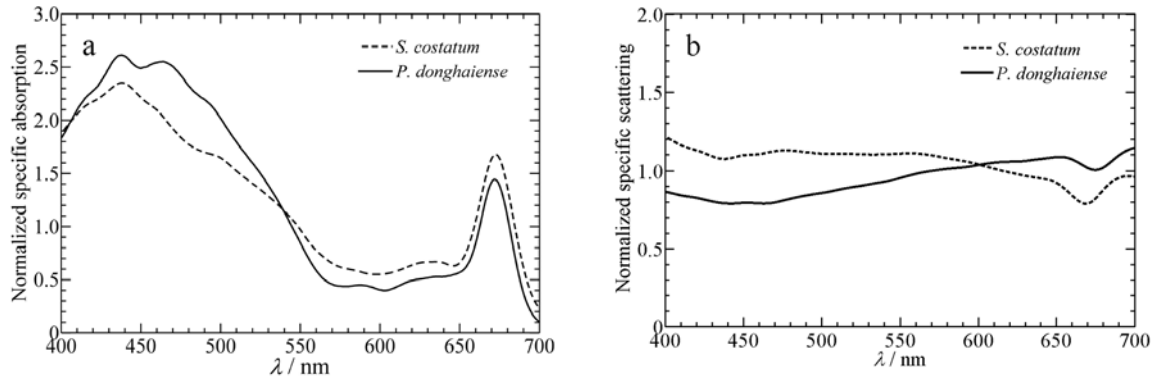 a
S. costatum
P. donghaiense
Normalized specific absorption
3.0
2.5
2.0
1.5
1.0
0.5
0.0
400 450 500 550 600 650 700
λ / nm
b
S. costatum
P. donghaiense
Normalized specific scattering
2.0
1.5
1.0
0.5
0
400 450 500 550 600 650 700
λ / nm